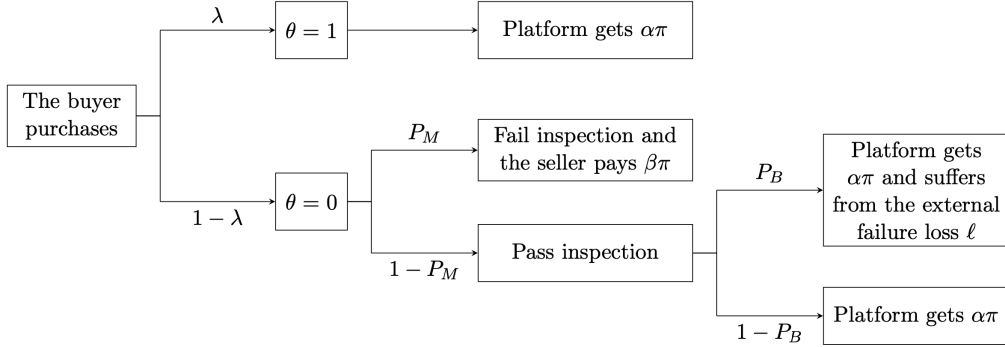 λ
θ = 1
Platform gets απ
The buyer
purchases
P_M
Fail inspection and
the seller pays βπ
1 − λ
θ = 0
1 − P_M
Pass inspection
P_B
Platform gets
απ and suffers
from the external
failure loss ℓ
1 − P_B
Platform gets απ